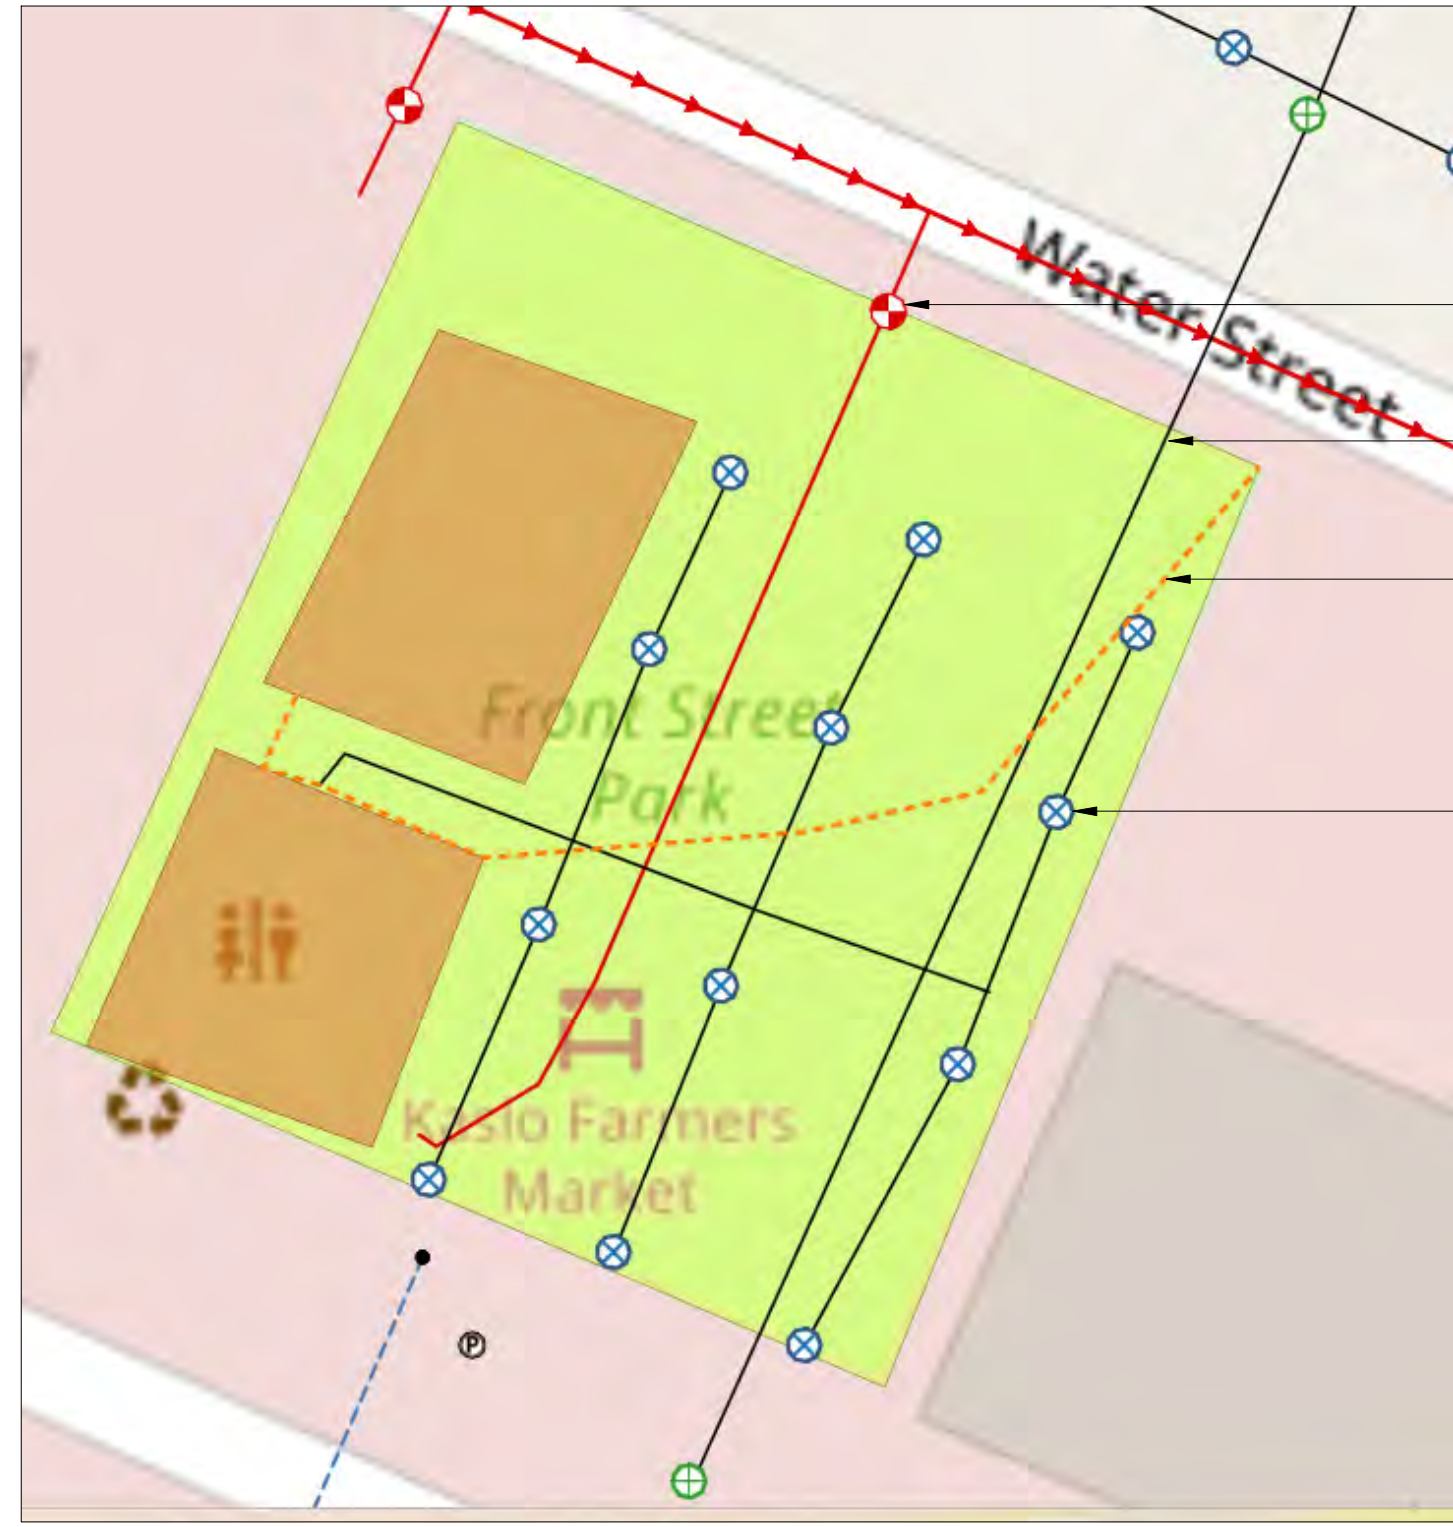 Water Street
Front Street
Park
Kaslo Farmers
Market
P